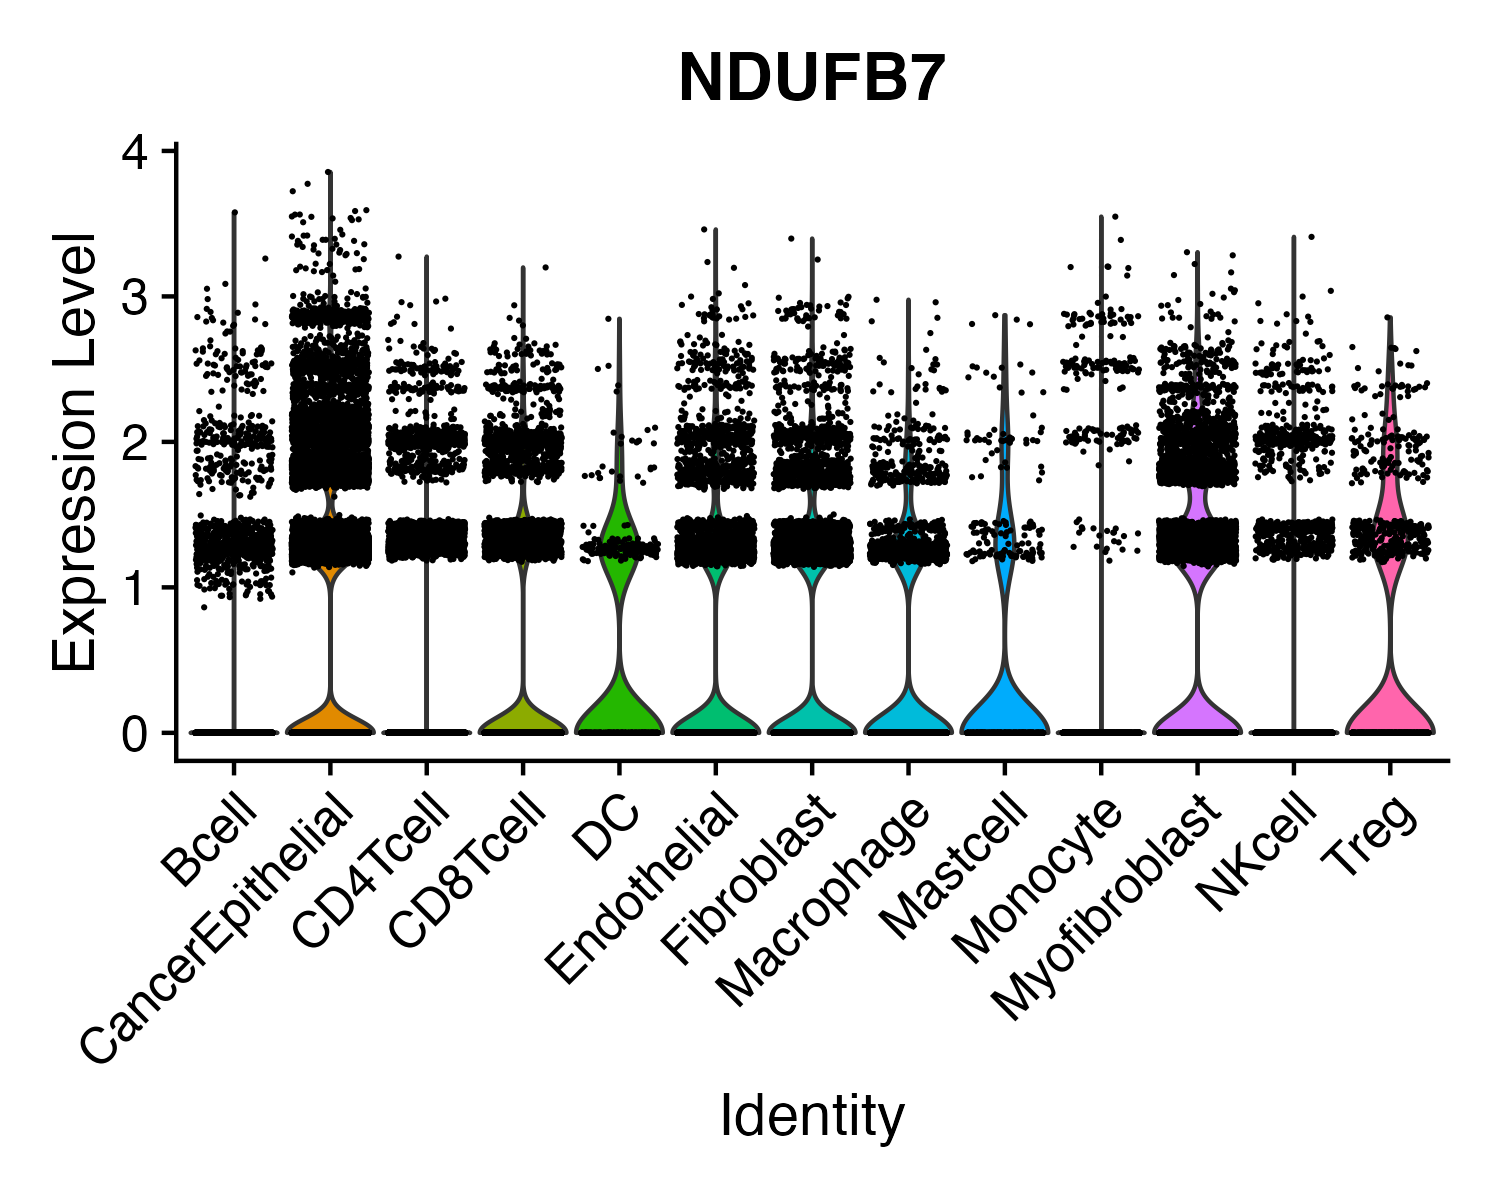 NDUFB7
Expression Level
4
3
2
1
0
Bcell
CancerEpithelial
CD4Tcell
CD8Tcell
DC
Endothelial
Fibroblast
Macrophage
Mastcell
Monocyte
Myofibroblast
NKcell
Treg
Identity